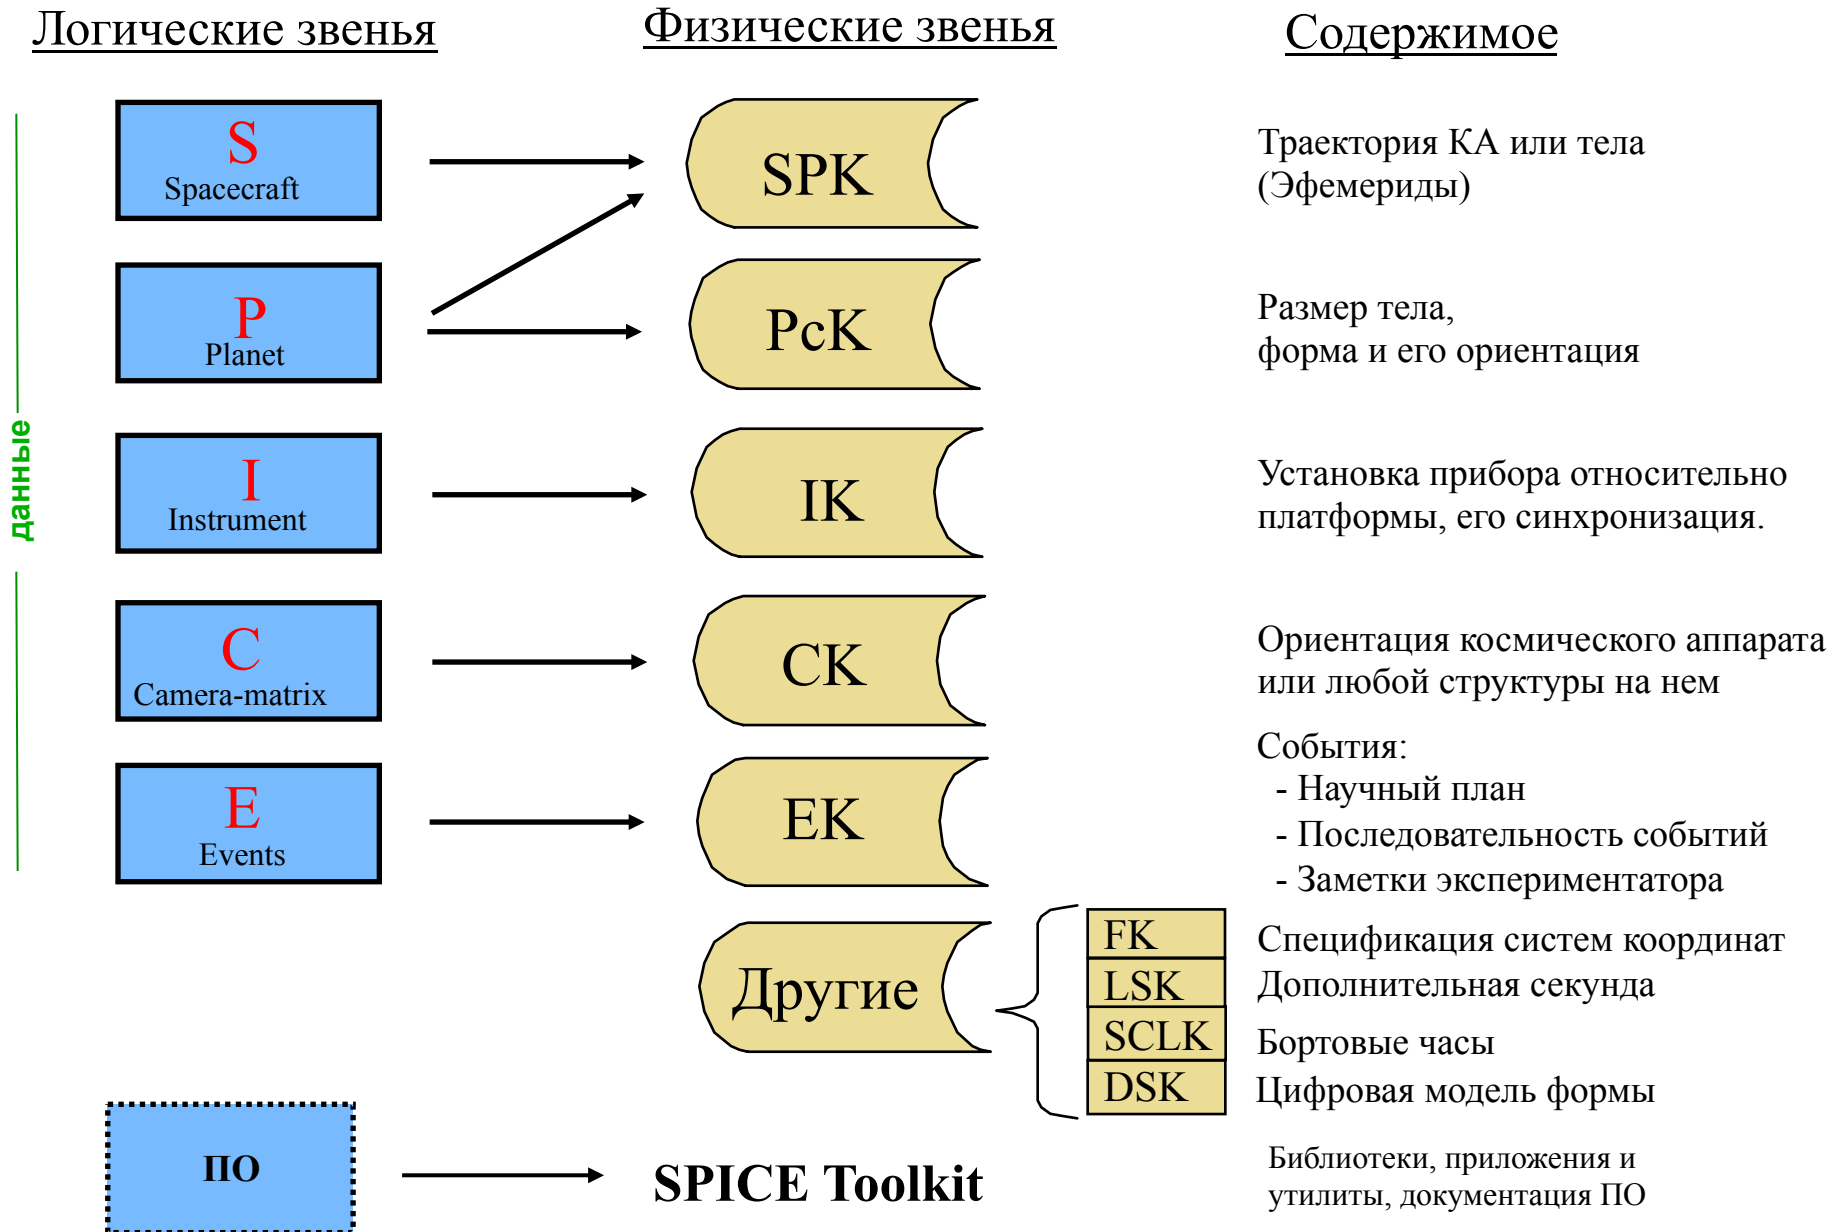 Логические звенья
Физические звенья
Содержимое
данные
S
Spacecraft
SPK
Траектория КА или тела
(Эфемериды)
P
Planet
PcK
Размер тела,
форма и его ориентация
I
Instrument
IK
Установка прибора относительно
платформы, его синхронизация.
C
Camera-matrix
CK
Ориентация космического аппарата
или любой структуры на нем
E
Events
EK
События:
- Научный план
- Последовательность событий
- Заметки экспериментатора
Другие
FK
Спецификация систем координат
LSK
Дополнительная секунда
SCLK
Бортовые часы
DSK
Цифровая модель формы
ПО
SPICE Toolkit
Библиотеки, приложения и
утилиты, документация ПО